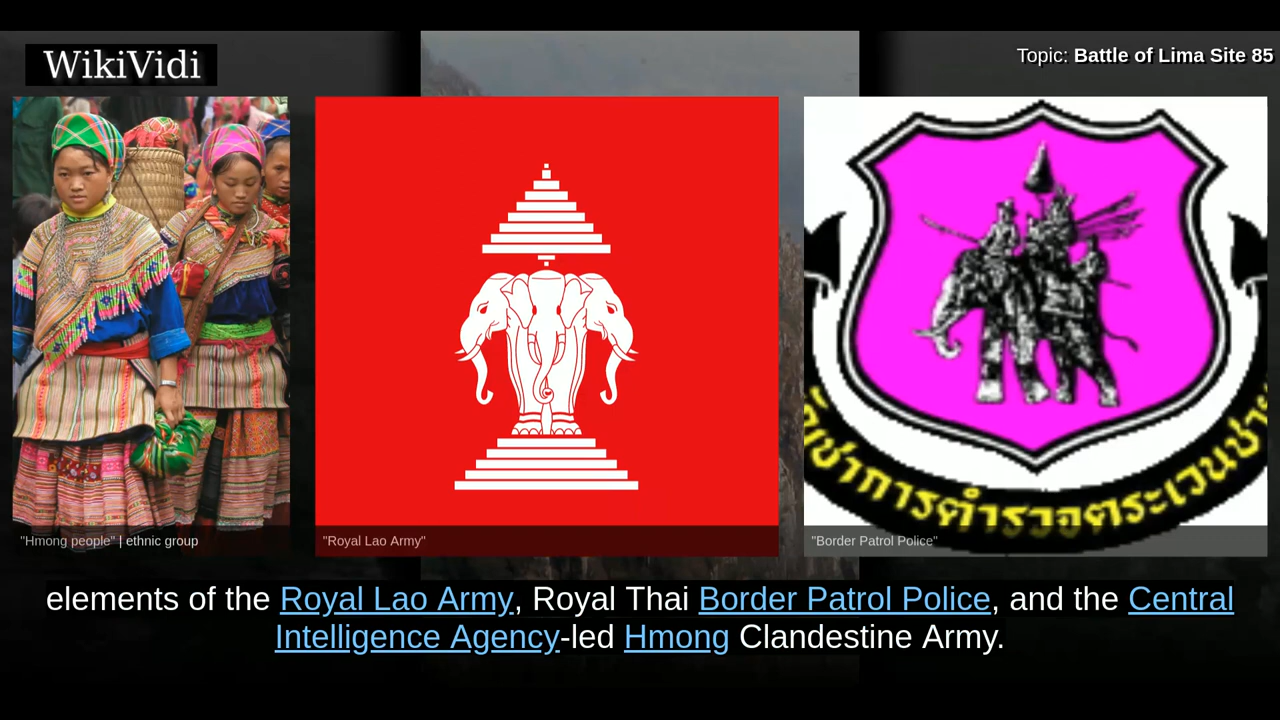 WikiVidi
Topic: Battle of Lima Site 85
"Hmong people" | ethnic group
"Royal Lao Army"
"Border Patrol Police"
elements of the Royal Lao Army, Royal Thai Border Patrol Police, and the Central
Intelligence Agency-led Hmong Clandestine Army.